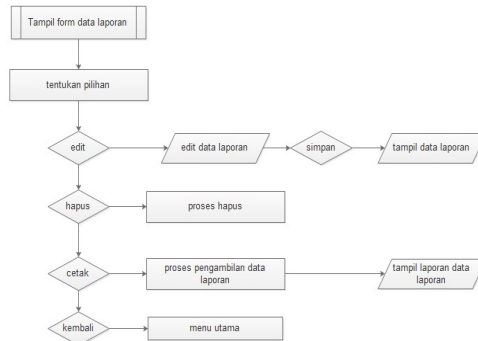 Tampil form data laporan
tentukan pilihan
edit
edit data laporan
simpan
tampil data laporan
hapus
proses hapus
cetak
proses pengambilan data
laporan
tampil laporan data
laporan
kembali
menu utama